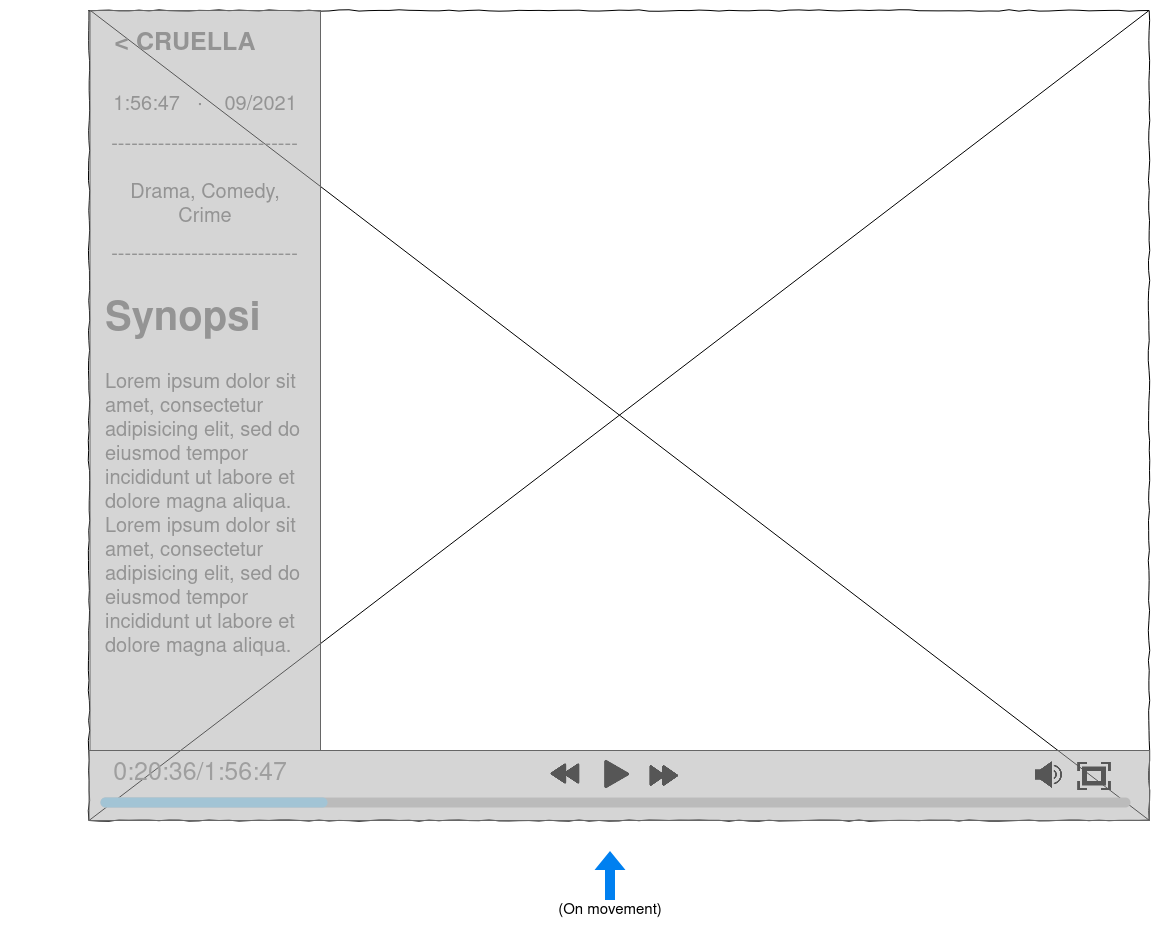 < CRUELLA
1:56:47 · 09/2021
----------------------------
Drama, Comedy,
Crime
----------------------------
Synopsi
Lorem ipsum dolor sit
amet, consectetur
adipisicing elit, sed do
eiusmod tempor
incididunt ut labore et
dolore magna aliqua.
Lorem ipsum dolor sit
amet, consectetur
adipisicing elit, sed do
eiusmod tempor
incididunt ut labore et
dolore magna aliqua.
0:20:36/1:56:47
(On movement)